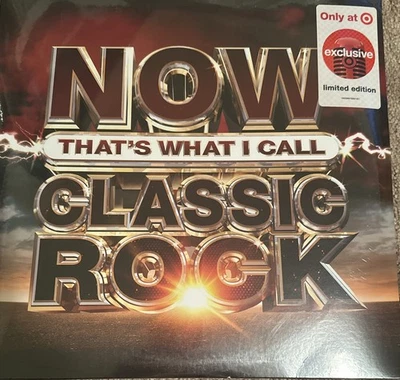 Only at
exclusive
limited edition
NOW
THAT'S WHAT I CALL
CLASSIC
ROCK